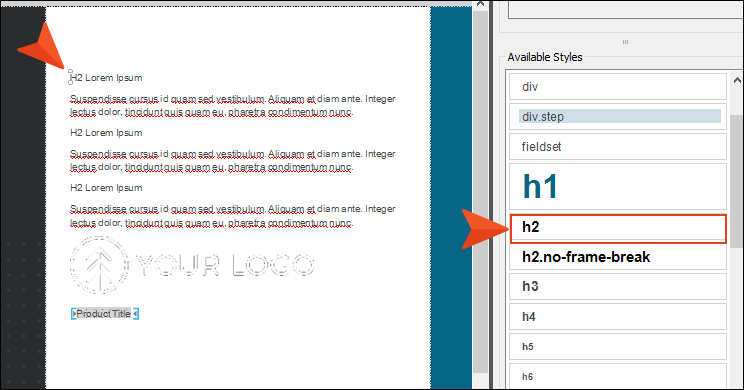 H2 Lorem Ipsum
Suspendisse cursus id quam sed vestibulum. Aliquam et diam ante. Integer
lectus dolor, tincidunt quis quam eu, pharetra condimentum nunc.
H2 Lorem Ipsum
Suspendisse cursus id quam sed vestibulum. Aliquam et diam ante. Integer
lectus dolor, tincidunt quis quam eu, pharetra condimentum nunc.
H2 Lorem Ipsum
Suspendisse cursus id quam sed vestibulum. Aliquam et diam ante. Integer
lectus dolor, tincidunt quis quam eu, pharetra condimentum nunc.
YOUR LOGO
Product Title
Available Styles
div
div.step
fieldset
h1
h2
h2.no-frame-break
h3
h4
h5
h6